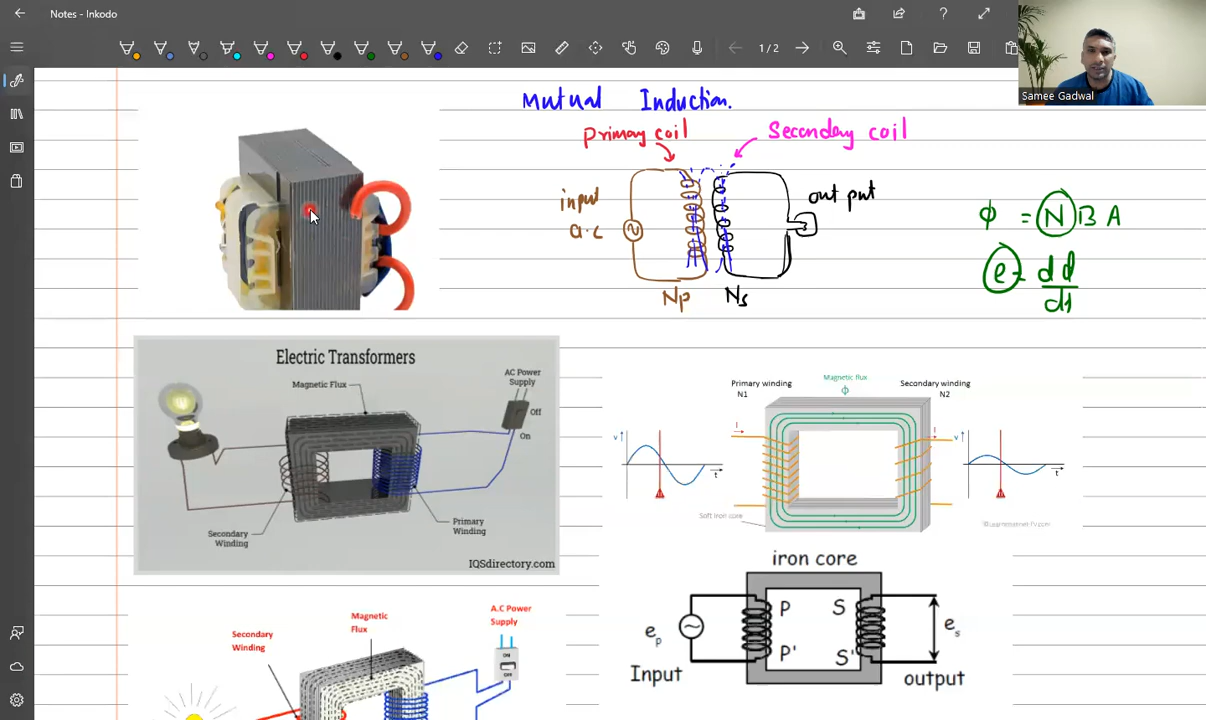 Notes - Inkodo
1/2
Samee Gadwal
Mutual Induction.
Primary coil
Secondary coil
input
a.c
out put
Np
Ns
ϕ = N B A
e = dϕ
dt
Electric Transformers
Magnetic Flux
AC Power
Supply
Off
On
Secondary
Winding
Primary
Winding
IQSdirectory.com
Primary winding
N1
Magnetic flux
Φ
Secondary winding
N2
I
I
v
t
v
t
Soft iron core
iron core
P
S
P'
S'
ep
Input
es
output
Secondary
Winding
Magnetic
Flux
A.C Power
Supply
ON
OFF